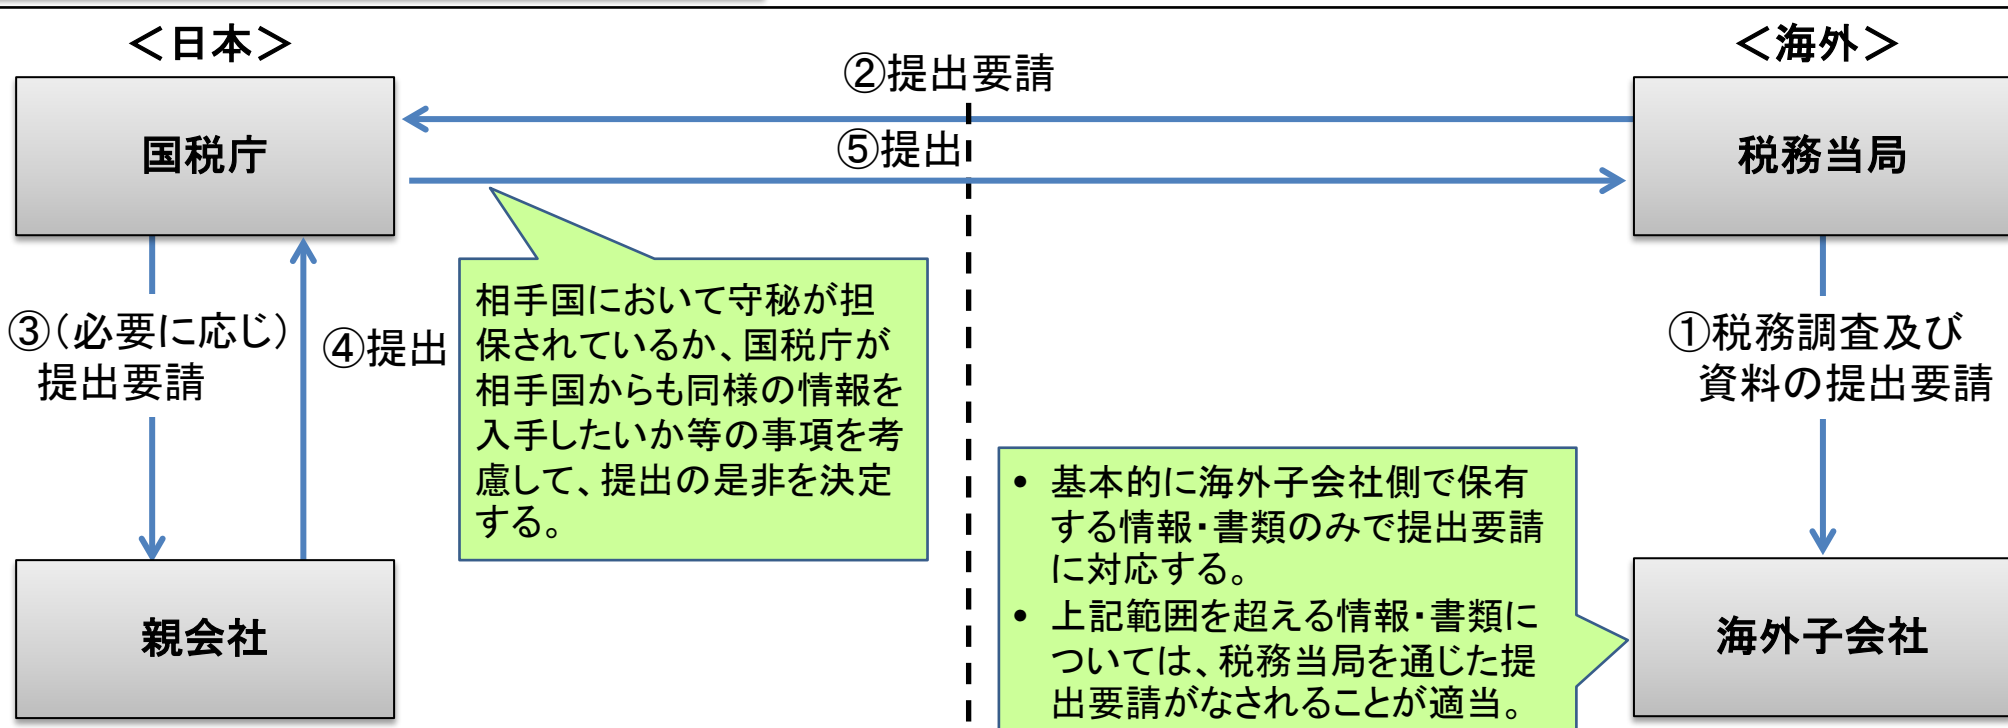 ＜日本＞
＜海外＞
②提出要請
国税庁
⑤提出
税務当局
③（必要に応じ）
提出要請
④提出
相手国において守秘が担
保されているか、国税庁が
相手国からも同様の情報を
入手したいか等の事項を考
慮して、提出の是非を決定
する。
①税務調査及び
資料の提出要請
• 基本的に海外子会社側で保有
する情報・書類のみで提出要請
に対応する。
• 上記範囲を超える情報・書類に
ついては、税務当局を通じた提
出要請がなされることが適当。
親会社
海外子会社